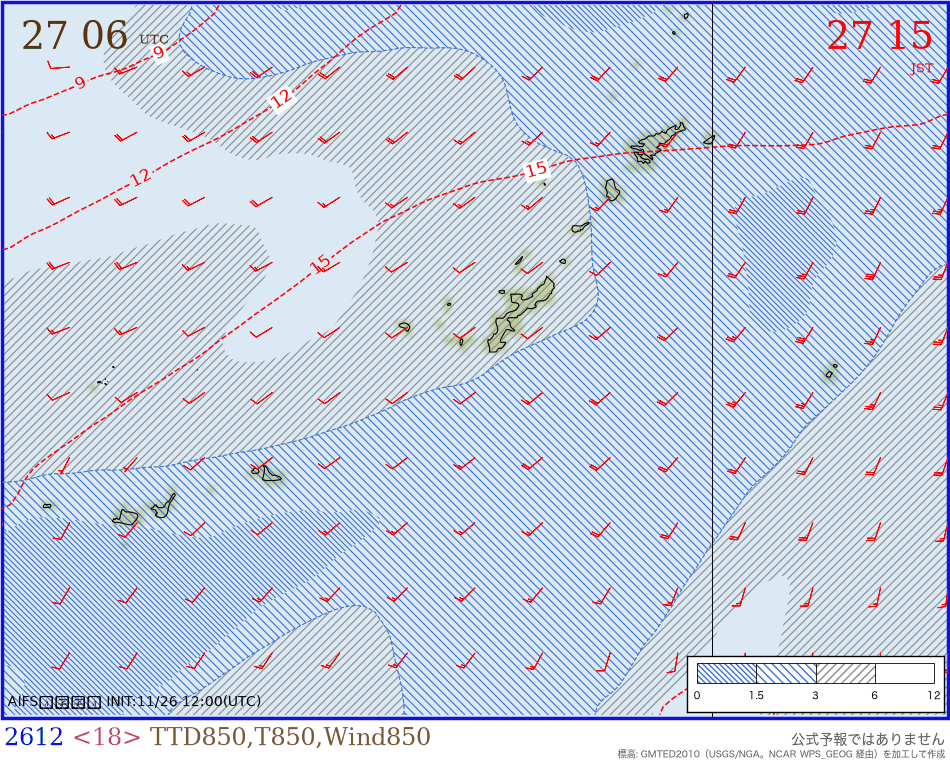 27 06 UTC
27 15
JST
9
9
12
12
15
15
0 1.5 3 6 12
AIFS INIT:11/26 12:00(UTC)
2612 <18> TTD850,T850,Wind850
公式予報ではありません
標高: GMTED2010（USGS/NGA。NCAR WPS_GEOG 経由）を加工して作成